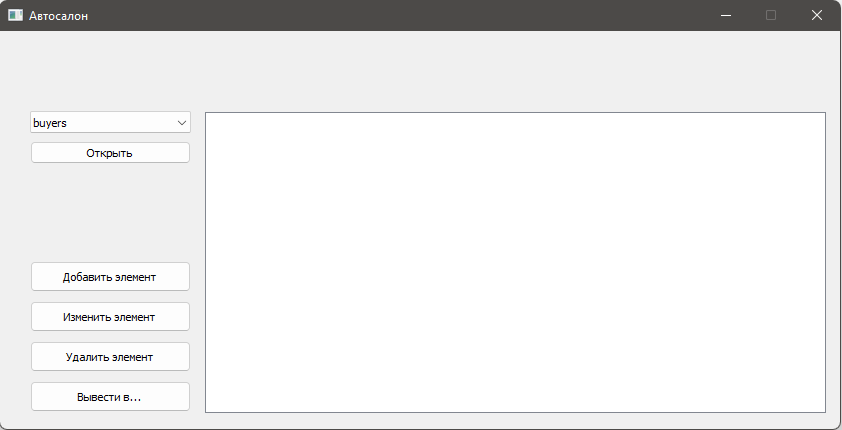 Автосалон
buyers
Открыть
Добавить элемент
Изменить элемент
Удалить элемент
Вывести в...